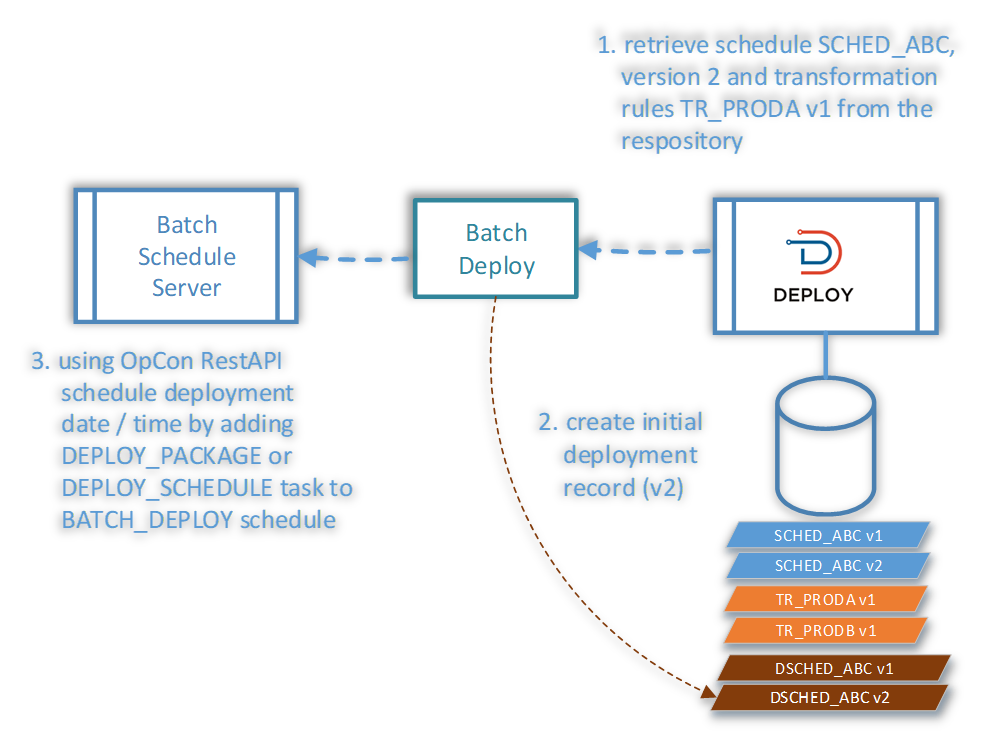 1. retrieve schedule SCHED_ABC,
version 2 and transformation
rules TR_PRODA v1 from the
respository
Batch
Schedule
Server
Batch
Deploy
DEPLOY
3. using OpCon RestAPI
schedule deployment
date / time by adding
DEPLOY_PACKAGE or
DEPLOY_SCHEDULE task to
BATCH_DEPLOY schedule
2. create initial
deployment
record (v2)
SCHED_ABC v1
SCHED_ABC v2
TR_PRODA v1
TR_PRODB v1
DSCHED_ABC v1
DSCHED_ABC v2